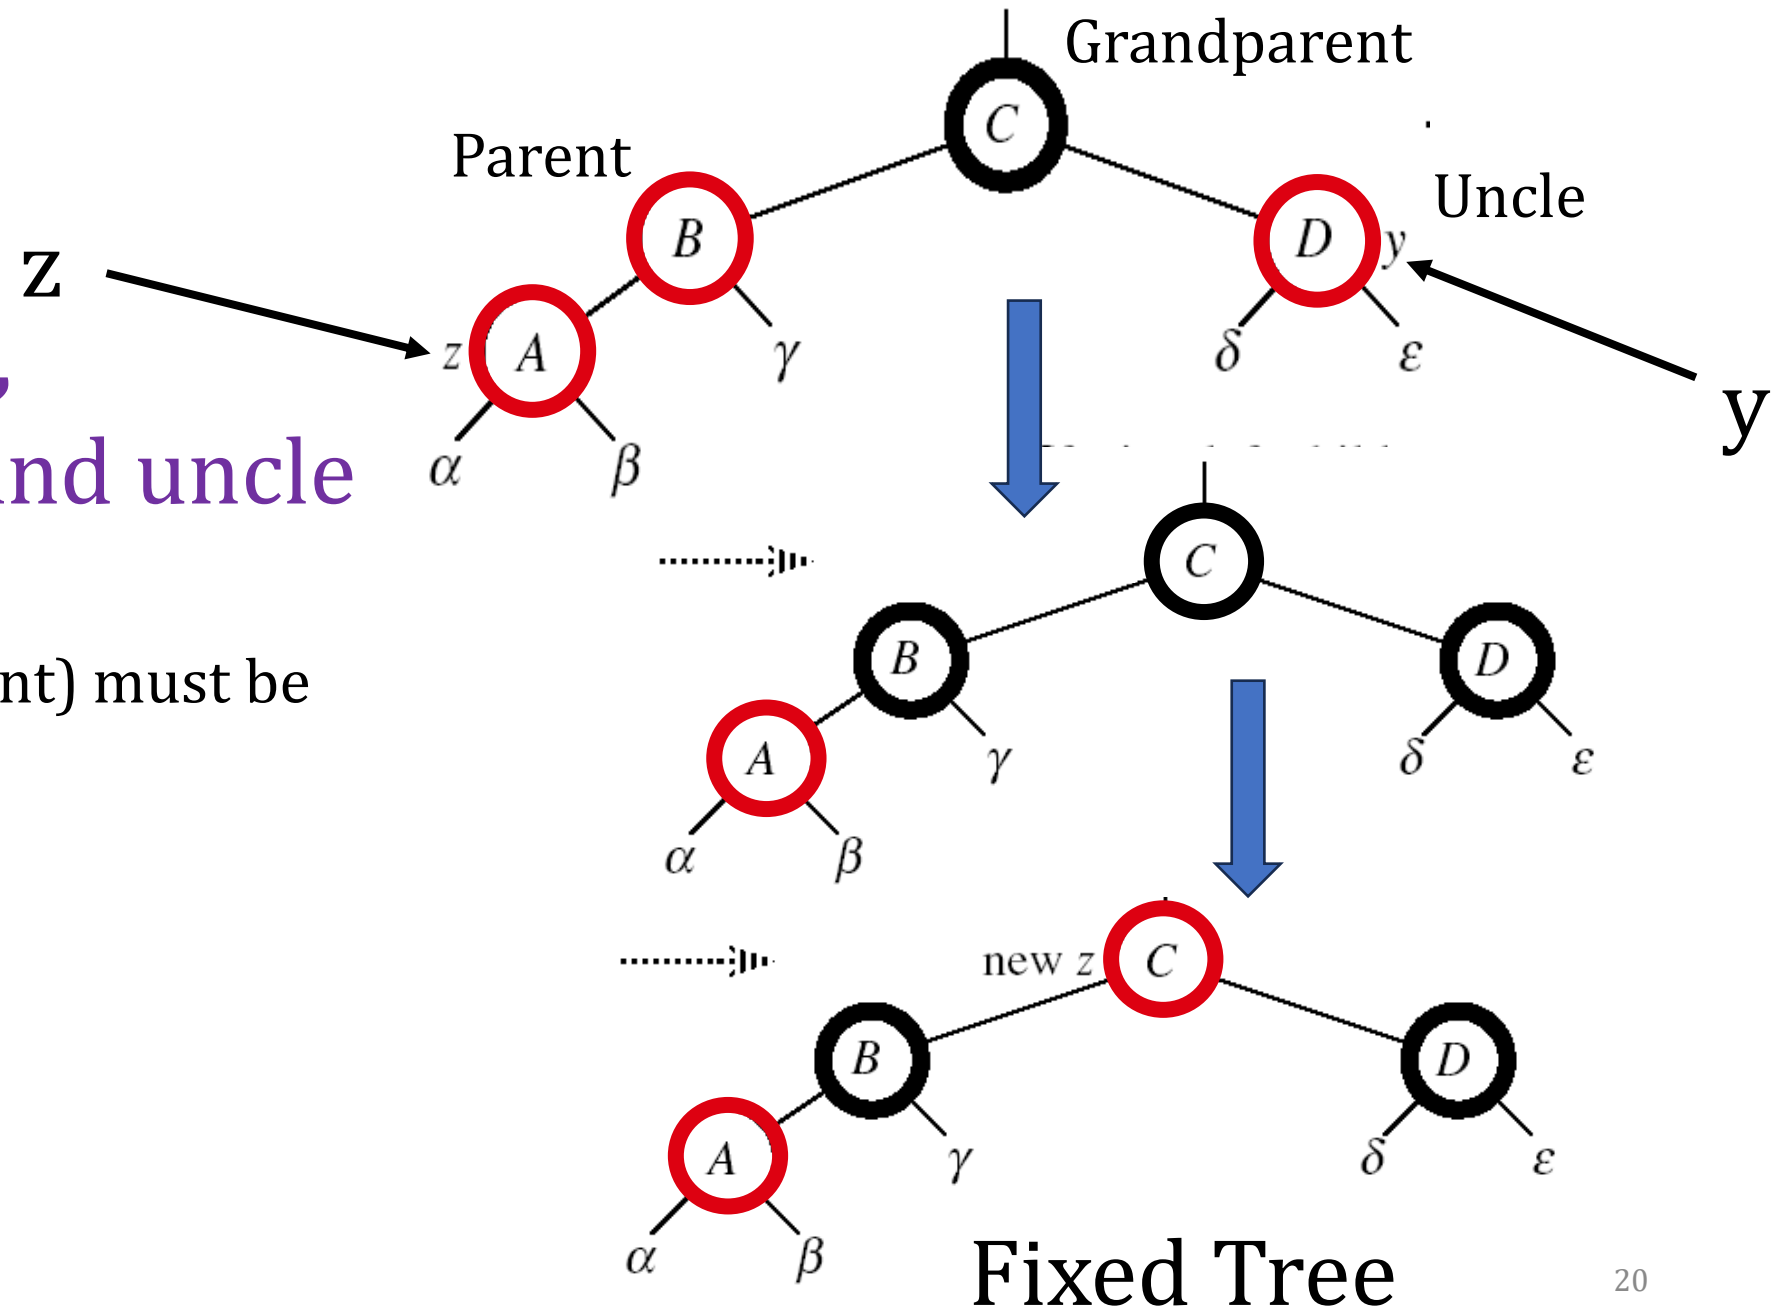 Grandparent
C
Parent
Uncle
B
D
y
z
z
A
γ
δ
ε
y
,
nd uncle
α
β
C
B
D
nt) must be
A
γ
δ
ε
α
β
new z
C
B
D
A
γ
δ
ε
α
β
Fixed Tree
20